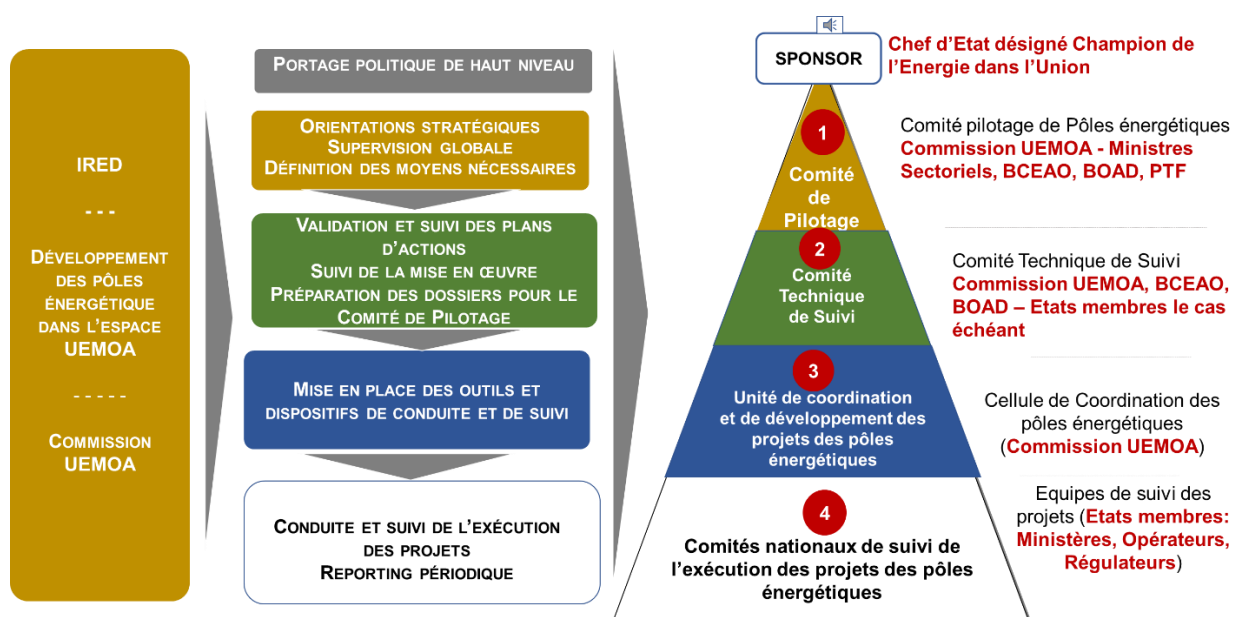 IRED
- - -
DÉVELOPPEMENT
DES PÔLES
ÉNERGÉTIQUE
DANS L'ESPACE
UEMOA
- - - - -
COMMISSION
UEMOA
PORTAGE POLITIQUE DE HAUT NIVEAU
ORIENTATIONS STRATÉGIQUES
SUPERVISION GLOBALE
DÉFINITION DES MOYENS NÉCESSAIRES
VALIDATION ET SUIVI DES PLANS
D'ACTIONS
SUIVI DE LA MISE EN ŒUVRE
PRÉPARATION DES DOSSIERS POUR LE
COMITÉ DE PILOTAGE
MISE EN PLACE DES OUTILS ET
DISPOSITIFS DE CONDUITE ET DE SUIVI
CONDUITE ET SUIVI DE L'EXÉCUTION
DES PROJETS
REPORTING PÉRIODIQUE
SPONSOR
Chef d'Etat désigné Champion de
l'Energie dans l'Union
1
Comité
de
Pilotage
Comité pilotage de Pôles énergétiques
Commission UEMOA - Ministres
Sectoriels, BCEAO, BOAD, PTF
2
Comité
Technique
de Suivi
Comité Technique de Suivi
Commission UEMOA, BCEAO,
BOAD – Etats membres le cas
échéant
3
Unité de coordination
et de développement des
projets des pôles
énergétiques
Cellule de Coordination des
pôles énergétiques
(Commission UEMOA)
4
Comités nationaux de suivi de
l'exécution des projets des pôles
énergétiques
Equipes de suivi des
projets (Etats membres:
Ministères, Opérateurs,
Régulateurs)